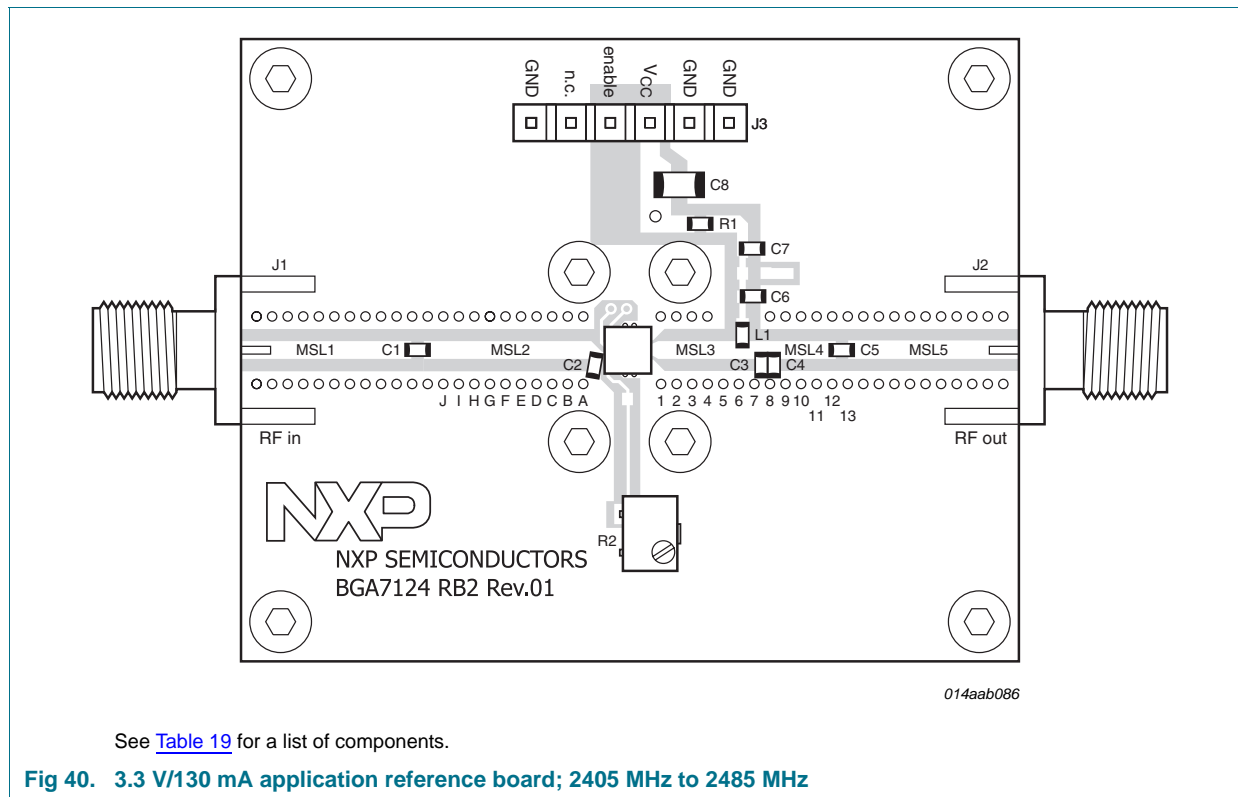 GND
n.c.
enable
VCC
GND
GND
J3
C8
R1
C7
J1
J2
C6
L1
MSL1
C1
MSL2
C2
MSL3
C3
C4
MSL4
C5
MSL5
J I H G F E D C B A
1 2 3 4 5 6 7 8 9 10 12
11 13
RF in
RF out
NXP
R2
NXP SEMICONDUCTORS
BGA7124 RB2 Rev.01
014aab086
See Table 19 for a list of components.
Fig 40. 3.3 V/130 mA application reference board; 2405 MHz to 2485 MHz